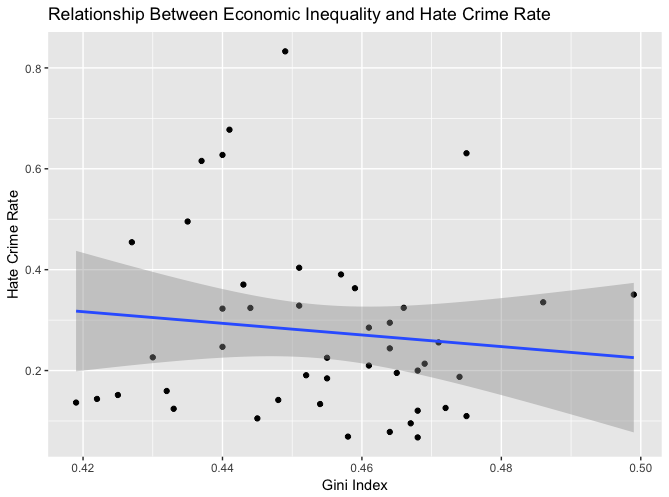 Relationship Between Economic Inequality and Hate Crime Rate
Hate Crime Rate
0.8
0.6
0.4
0.2
0.42 0.44 0.46 0.48 0.50
Gini Index